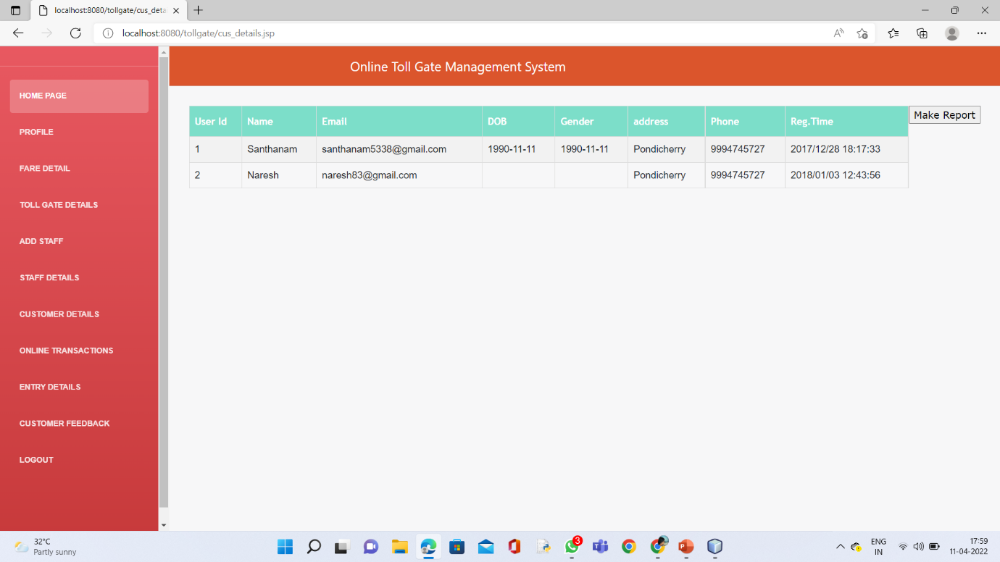 localhost:8080/tollgate/cus_deta
localhost:8080/tollgate/cus_details.jsp
Online Toll Gate Management System
HOME PAGE
PROFILE
FARE DETAIL
TOLL GATE DETAILS
ADD STAFF
STAFF DETAILS
CUSTOMER DETAILS
ONLINE TRANSACTIONS
ENTRY DETAILS
CUSTOMER FEEDBACK
LOGOUT
User Id Name Email DOB Gender address Phone Reg.Time
1 Santhanam santhanam5338@gmail.com 1990-11-11 1990-11-11 Pondicherry 9994745727 2017/12/28 18:17:33
2 Naresh naresh83@gmail.com Pondicherry 9994745727 2018/01/03 12:43:56
Make Report
32°C
Partly sunny
3
ENG
IN
17:59
11-04-2022